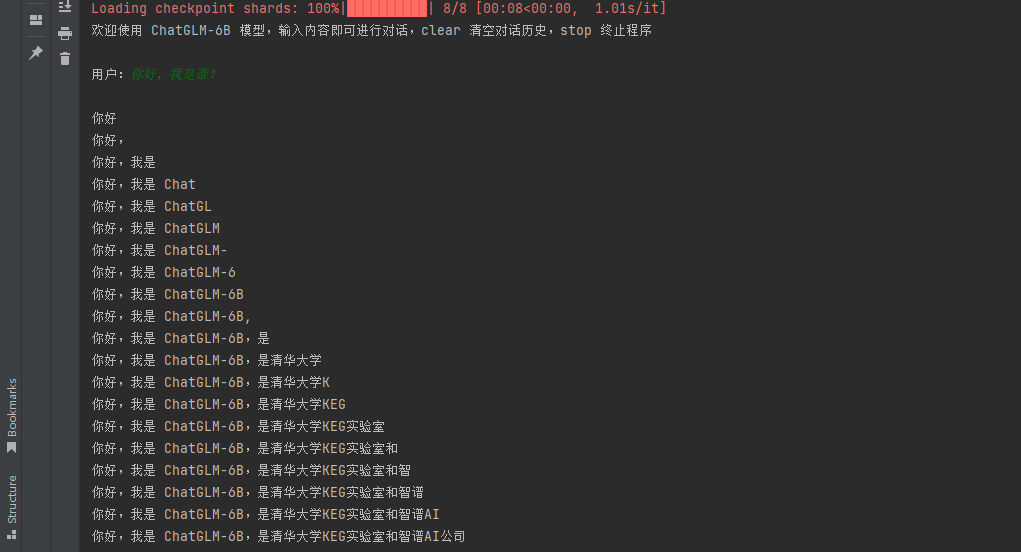 Loading checkpoint shards: 100%|██████████| 8/8 [00:08<00:00,  1.01s/it]
欢迎使用 ChatGLM-6B 模型，输入内容即可进行对话，clear 清空对话历史，stop 终止程序
用户：你好，我是谁？
你好
你好，
你好，我是
你好，我是 Chat
你好，我是 ChatGL
你好，我是 ChatGLM
你好，我是 ChatGLM-
你好，我是 ChatGLM-6
你好，我是 ChatGLM-6B
你好，我是 ChatGLM-6B,
你好，我是 ChatGLM-6B，是
你好，我是 ChatGLM-6B，是清华大学
你好，我是 ChatGLM-6B，是清华大学K
你好，我是 ChatGLM-6B，是清华大学KEG
你好，我是 ChatGLM-6B，是清华大学KEG实验室
你好，我是 ChatGLM-6B，是清华大学KEG实验室和
你好，我是 ChatGLM-6B，是清华大学KEG实验室和智
你好，我是 ChatGLM-6B，是清华大学KEG实验室和智谱
你好，我是 ChatGLM-6B，是清华大学KEG实验室和智谱AI
你好，我是 ChatGLM-6B，是清华大学KEG实验室和智谱AI公司
Bookmarks
Structure